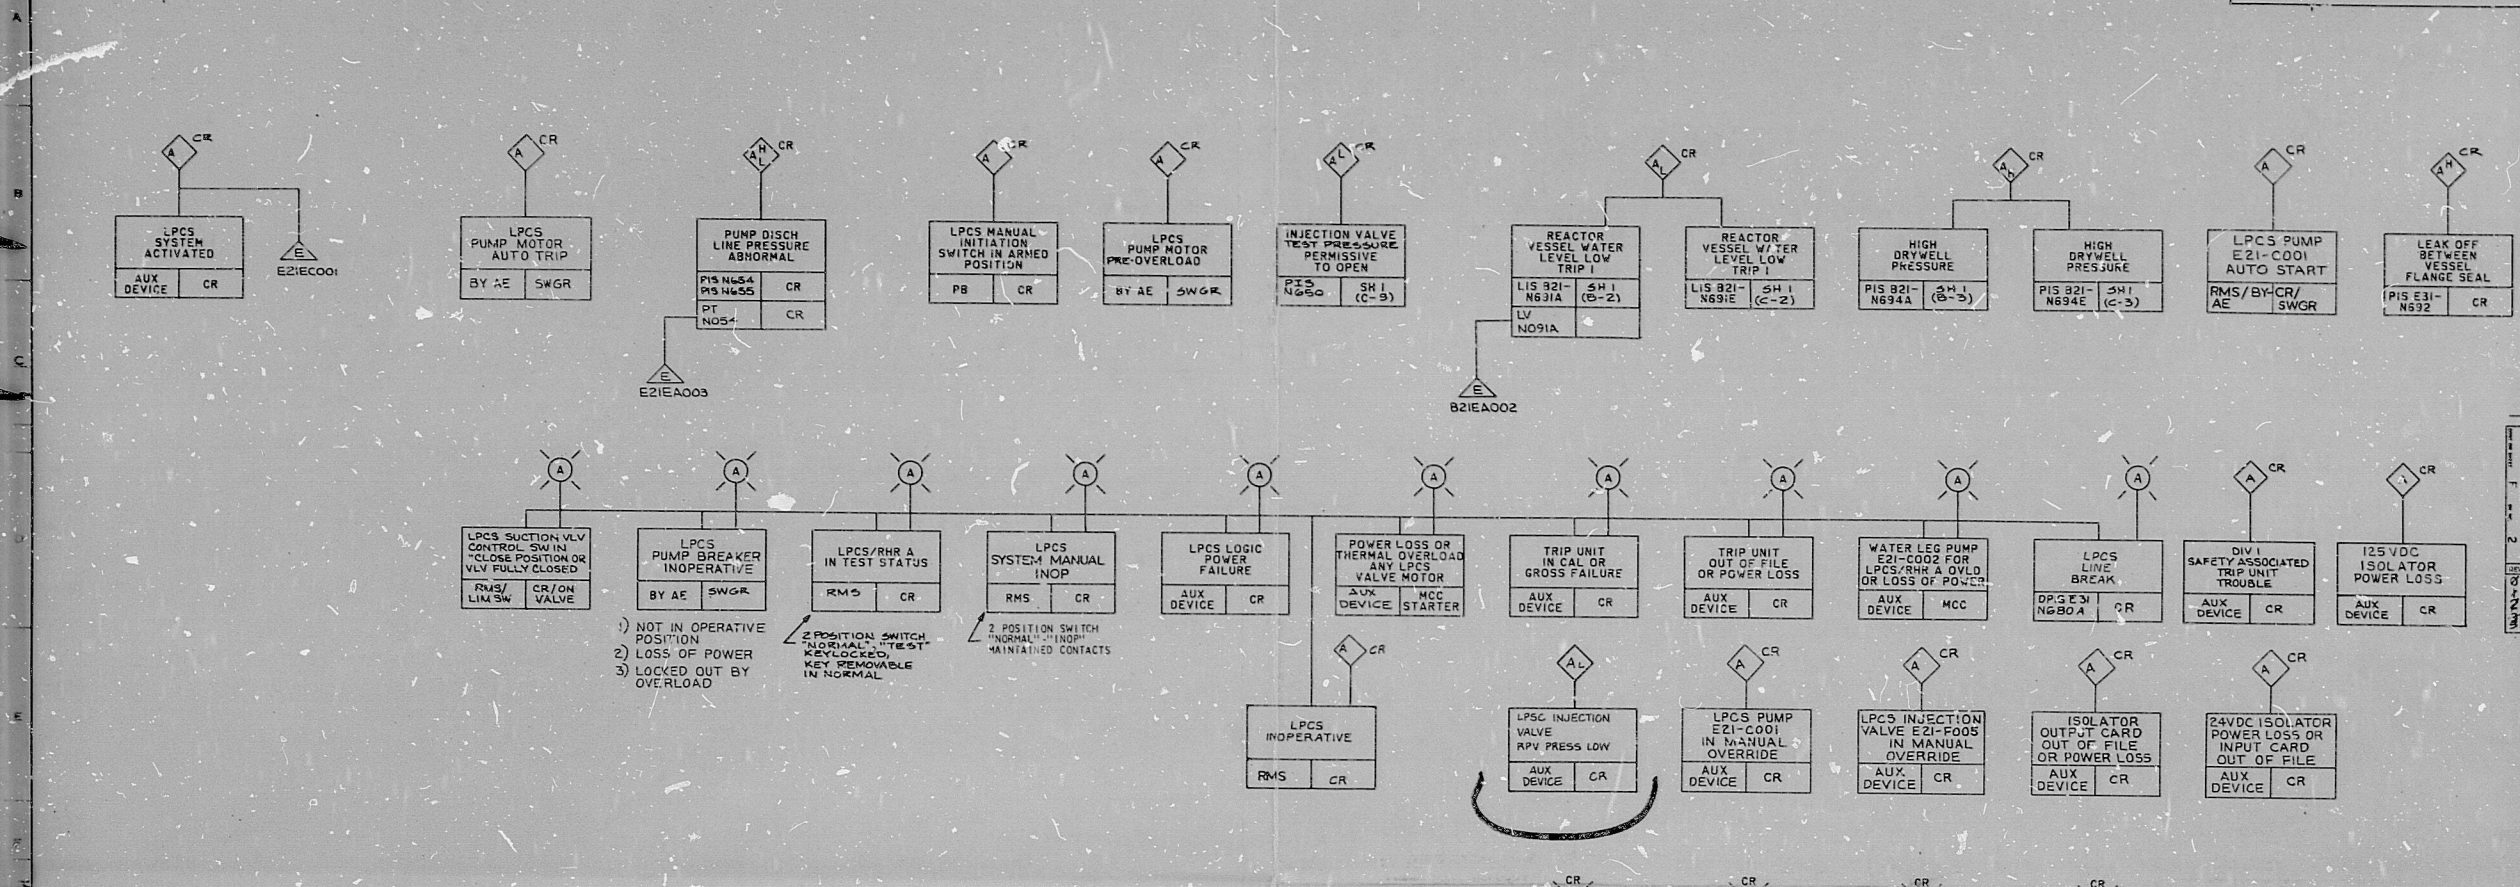 A
B
C
E
F
A CR
LPCS
SYSTEM
ACTIVATED
AUX
DEVICE
CR
E
E21EC001
A CR
LPCS
PUMP MOTOR
AUTO TRIP
BY AE
SWGR
A H L CR
PUMP DISCH
LINE PRESSURE
ABNORMAL
PIS N654
PIS N655
CR
PT
N054
CR
E
E21EA003
A CR
LPCS MANUAL
INITIATION
SWITCH IN ARMED
POSITION
PB
CR
A CR
LPCS
PUMP MOTOR
PRE-OVERLOAD
BY AE
SWGR
A L CR
INJECTION VALVE
TEST PRESSURE
PERMISSIVE
TO OPEN
PIS
N650
SH 1
(C-9)
A L CR
REACTOR
VESSEL WATER
LEVEL LOW
TRIP 1
LIS B21-
N691A
SH 1
(B-2)
LV
N091A
E
B21EA002
REACTOR
VESSEL WATER
LEVEL LOW
TRIP 1
LIS B21-
N691E
SH 1
(C-2)
A h CR
HIGH
DRYWELL
PRESSURE
PIS B21-
N694A
SH 1
(B-3)
HIGH
DRYWELL
PRESSURE
PIS B21-
N694E
SH 1
(C-3)
A CR
LPCS PUMP
E21-C001
AUTO START
RMS/BY-
AE
CR/
SWGR
A H CR
LEAK OFF
BETWEEN
VESSEL
FLANGE SEAL
PIS E31-
N692
CR
A
LPCS SUCTION VLV
CONTROL SW IN
"CLOSE POSITION OR
VLV FULLY CLOSED
RMS/
LIM SW
CR/ON
VALVE
A
LPCS
PUMP BREAKER
INOPERATIVE
BY AE
SWGR
1) NOT IN OPERATIVE
POSITION
2) LOSS OF POWER
3) LOCKED OUT BY
OVERLOAD
A
LPCS/RHR A
IN TEST STATUS
RMS
CR
2 POSITION SWITCH
"NORMAL", "TEST"
KEYLOCKED,
KEY REMOVABLE
IN NORMAL
A
LPCS
SYSTEM MANUAL
INOP
RMS
CR
2 POSITION SWITCH
"NORMAL"-"INOP"
MAINTAINED CONTACTS
A
LPCS LOGIC
POWER
FAILURE
AUX
DEVICE
CR
A
POWER LOSS OR
THERMAL OVERLOAD
ANY LPCS
VALVE MOTOR
AUX
DEVICE
MCC
STARTER
A
TRIP UNIT
IN CAL OR
GROSS FAILURE
AUX
DEVICE
CR
A
TRIP UNIT
OUT OF FILE
OR POWER LOSS
AUX
DEVICE
CR
A
WATER LEG PUMP
E21-C002 FOR
LPCS/RHR A OVLD
OR LOSS OF POWER
AUX
DEVICE
MCC
A
LPCS
LINE
BREAK
DPIS E31
N680A
CR
A CR
DIV 1
SAFETY ASSOCIATED
TRIP UNIT
TROUBLE
AUX
DEVICE
CR
A CR
125VDC
ISOLATOR
POWER LOSS
AUX
DEVICE
CR
A CR
LPCS
INOPERATIVE
RMS
CR
AL
LPSC INJECTION
VALVE
RPV PRESS LOW
AUX
DEVICE
CR
A CR
LPCS PUMP
E21-C001
IN MANUAL
OVERRIDE
AUX
DEVICE
CR
A CR
LPCS INJECTION
VALVE E21-F005
IN MANUAL
OVERRIDE
AUX
DEVICE
CR
A CR
ISOLATOR
OUTPUT CARD
OUT OF FILE
OR POWER LOSS
AUX
DEVICE
CR
A CR
24VDC ISOLATOR
POWER LOSS OR
INPUT CARD
OUT OF FILE
AUX
DEVICE
CR
CR
CR
CR
CR